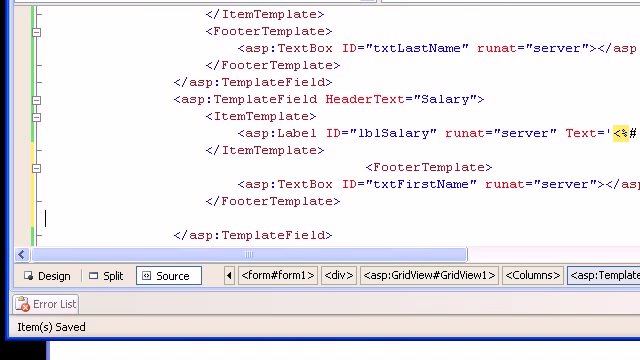 </ItemTemplate>
<FooterTemplate>
<asp:TextBox ID="txtLastName" runat="server"></asp
</FooterTemplate>
</asp:TemplateField>
<asp:TemplateField HeaderText="Salary">
<ItemTemplate>
<asp:Label ID="lblSalary" runat="server" Text='<%#
</ItemTemplate>
<FooterTemplate>
<asp:TextBox ID="txtFirstName" runat="server"></as
</FooterTemplate>
</asp:TemplateField>
Design Split Source <form#form1> <div> <asp:GridView#GridView1> <Columns> <asp:Template
Error List
Item(s) Saved